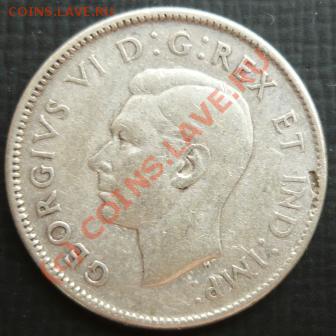 COINS.LAVE.RU
GEORGIVS VI D:G:REX ET IND:IMP.
COINS.LAVE.RU
COINS.LAVE.RU